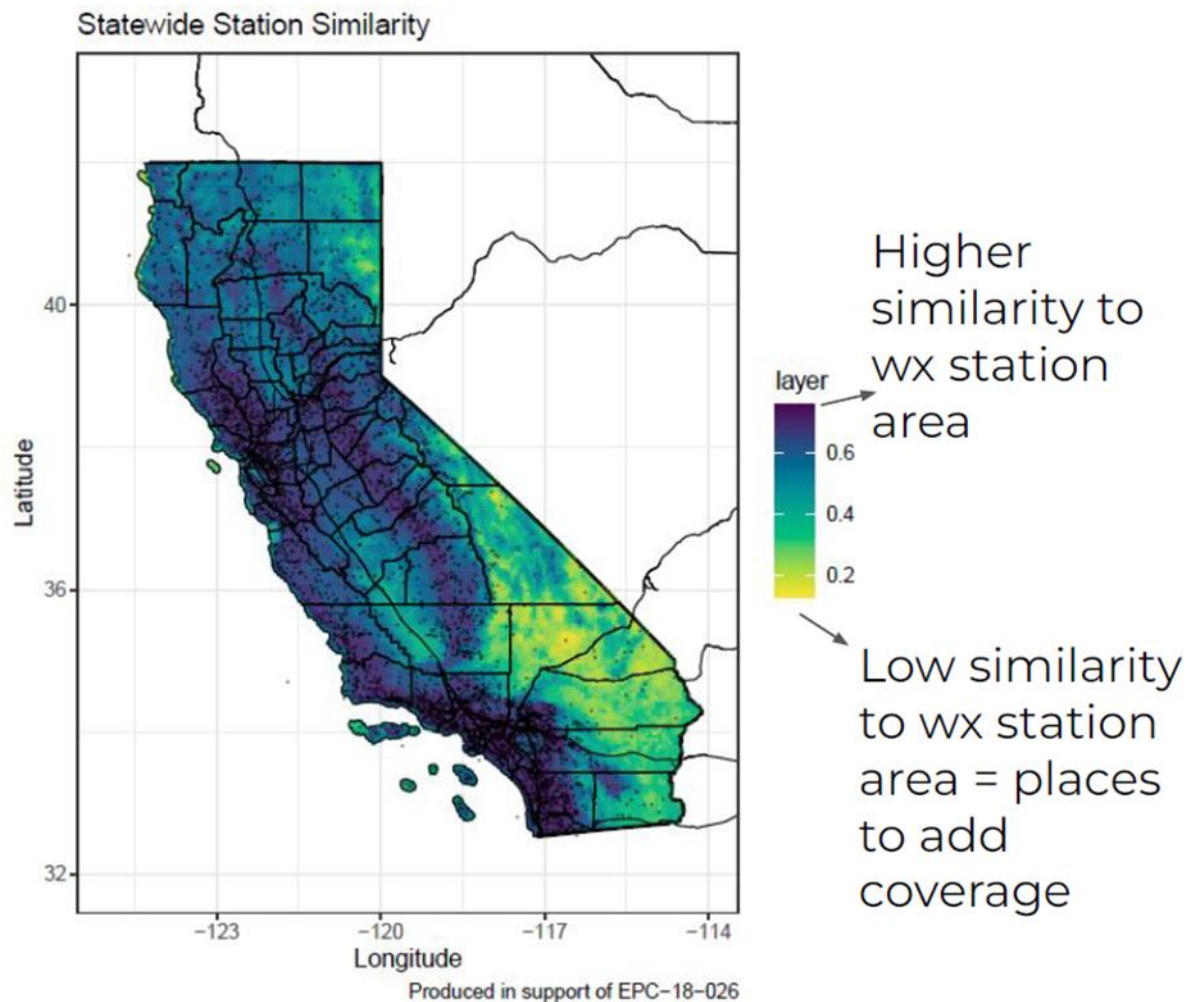 Statewide Station Similarity
40
36
32
Latitude
−123
−120
−117
−114
Longitude
Produced in support of EPC−18−026
layer
0.6
0.4
0.2
Higher
similarity to
wx station
area
Low similarity
to wx station
area = places
to add
coverage